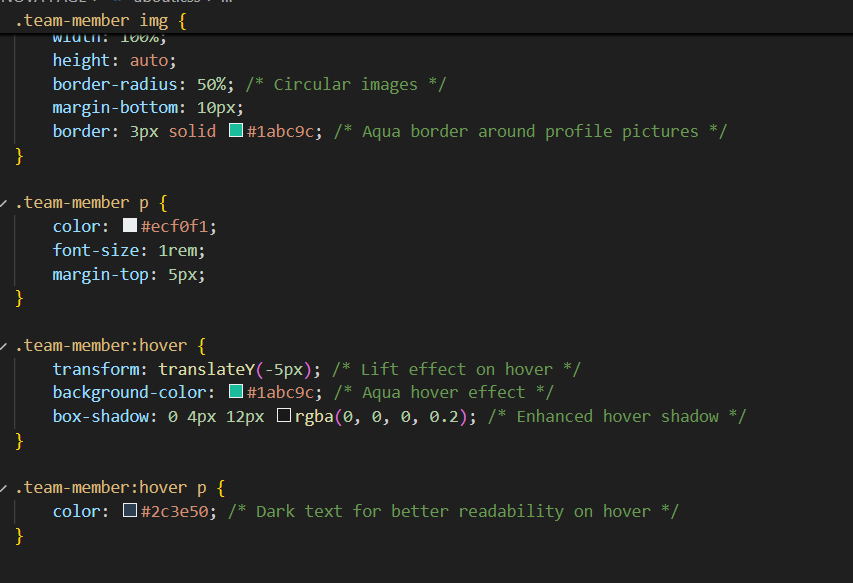 .team-member img {
width: 100%;
height: auto;
border-radius: 50%; /* Circular images */
margin-bottom: 10px;
border: 3px solid #1abc9c; /* Aqua border around profile pictures */
}
.team-member p {
color: #ecf0f1;
font-size: 1rem;
margin-top: 5px;
}
.team-member:hover {
transform: translateY(-5px); /* Lift effect on hover */
background-color: #1abc9c; /* Aqua hover effect */
box-shadow: 0 4px 12px rgba(0, 0, 0, 0.2); /* Enhanced hover shadow */
}
.team-member:hover p {
color: #2c3e50; /* Dark text for better readability on hover */
}